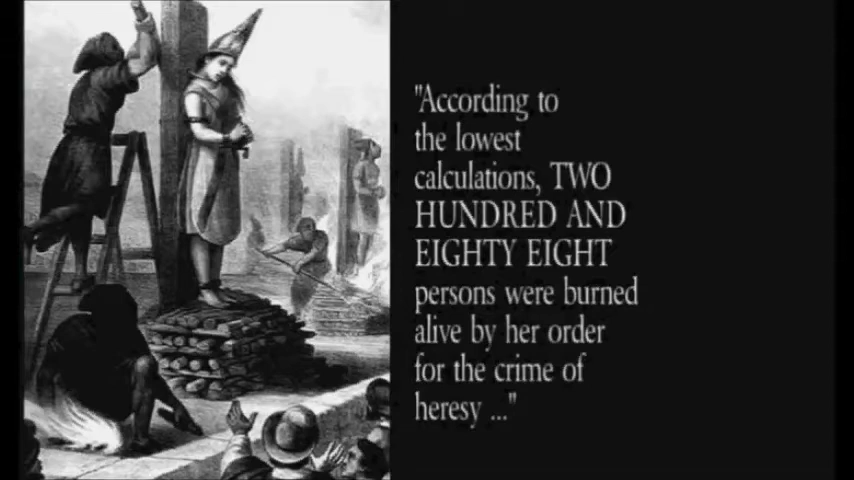 "According to
the lowest
calculations, TWO
HUNDRED AND
EIGHTY EIGHT
persons were burned
alive by her order
for the crime of
heresy ..."